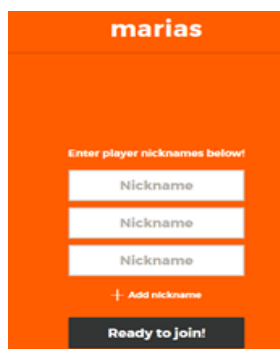 marias
Enter player nicknames below!
Nickname
Nickname
Nickname
Add nickname
Ready to join!